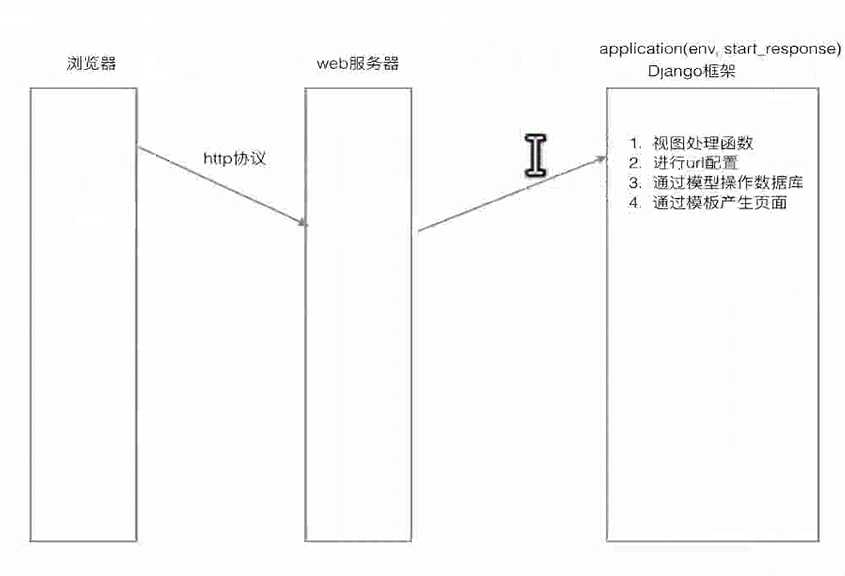 浏览器
web服务器
application(env, start_response)
Django框架
http协议
1. 视图处理函数
2. 进行url配置
3. 通过模型操作数据库
4. 通过模板产生页面